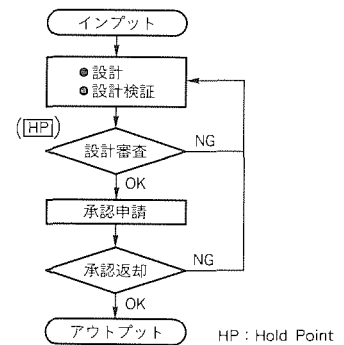 インプット
●設計
●設計検証
(HP)
設計審査
NG
OK
承認申請
承認返却
NG
OK
アウトプット
HP：Hold Point